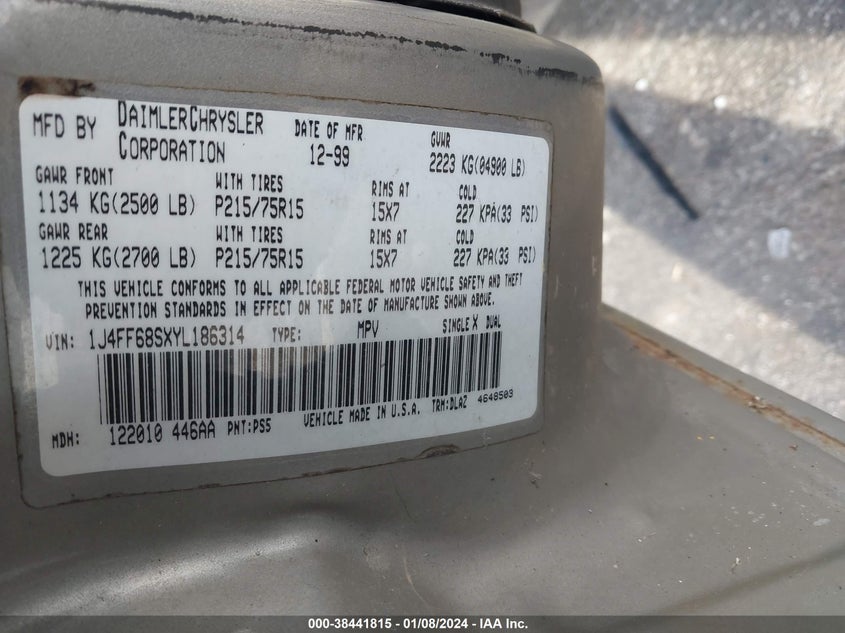 MFD BY DAIMLERCHRYSLER CORPORATION DATE OF MFR 12-99 GVWR 2223 KG(04900 LB)
GAWR FRONT WITH TIRES RIMS AT COLD
1134 KG(2500 LB) P215/75R15 15X7 227 KPA(33 PSI)
GAWR REAR WITH TIRES RIMS AT COLD
1225 KG(2700 LB) P215/75R15 15X7 227 KPA(33 PSI)
THIS VEHICLE CONFORMS TO ALL APPLICABLE FEDERAL MOTOR VEHICLE SAFETY AND THEFT
PREVENTION STANDARDS IN EFFECT ON THE DATE OF MANUFACTURE SHOWN ABOVE.
VIN: 1J4FF68SXYL186314 TYPE: MPV SINGLE X DUAL
MDH: 122010 446AA PNT:PS5 VEHICLE MADE IN U.S.A. TRM:DLAZ 4648503
000-38441815 - 01/08/2024 - IAA Inc.